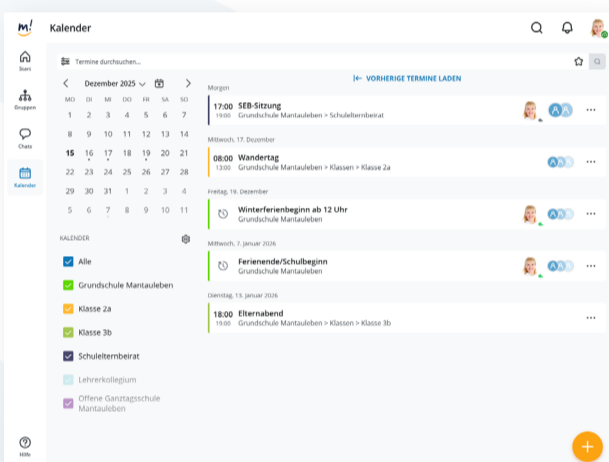 m!
Kalender
Start
Gruppen
Chats
Kalender
Hilfe
Termine durchsuchen...
Dezember 2025
MO DI MI DO FR SA SO
1 2 3 4 5 6 7
8 9 10 11 12 13 14
15 16 17 18 19 20 21
22 23 24 25 26 27 28
29 30 31 1 2 3 4
5 6 7 8 9 10 11
KALENDER
Alle
Grundschule Mantauleben
Klasse 2a
Klasse 3b
Schulelternbeirat
Lehrerkollegium
Offene Ganztagsschule
Mantauleben
VORHERIGE TERMINE LADEN
Morgen
17:00 SEB-Sitzung
19:00 Grundschule Mantauleben > Schulelternbeirat
Mittwoch, 17. Dezember
08:00 Wandertag
13:00 Grundschule Mantauleben > Klassen > Klasse 2a
Freitag, 19. Dezember
Winterferienbeginn ab 12 Uhr
Grundschule Mantauleben
Mittwoch, 7. Januar 2026
Ferienende/Schulbeginn
Grundschule Mantauleben
Dienstag, 13. Januar 2026
18:00 Elternabend
19:00 Grundschule Mantauleben > Klassen > Klasse 3b